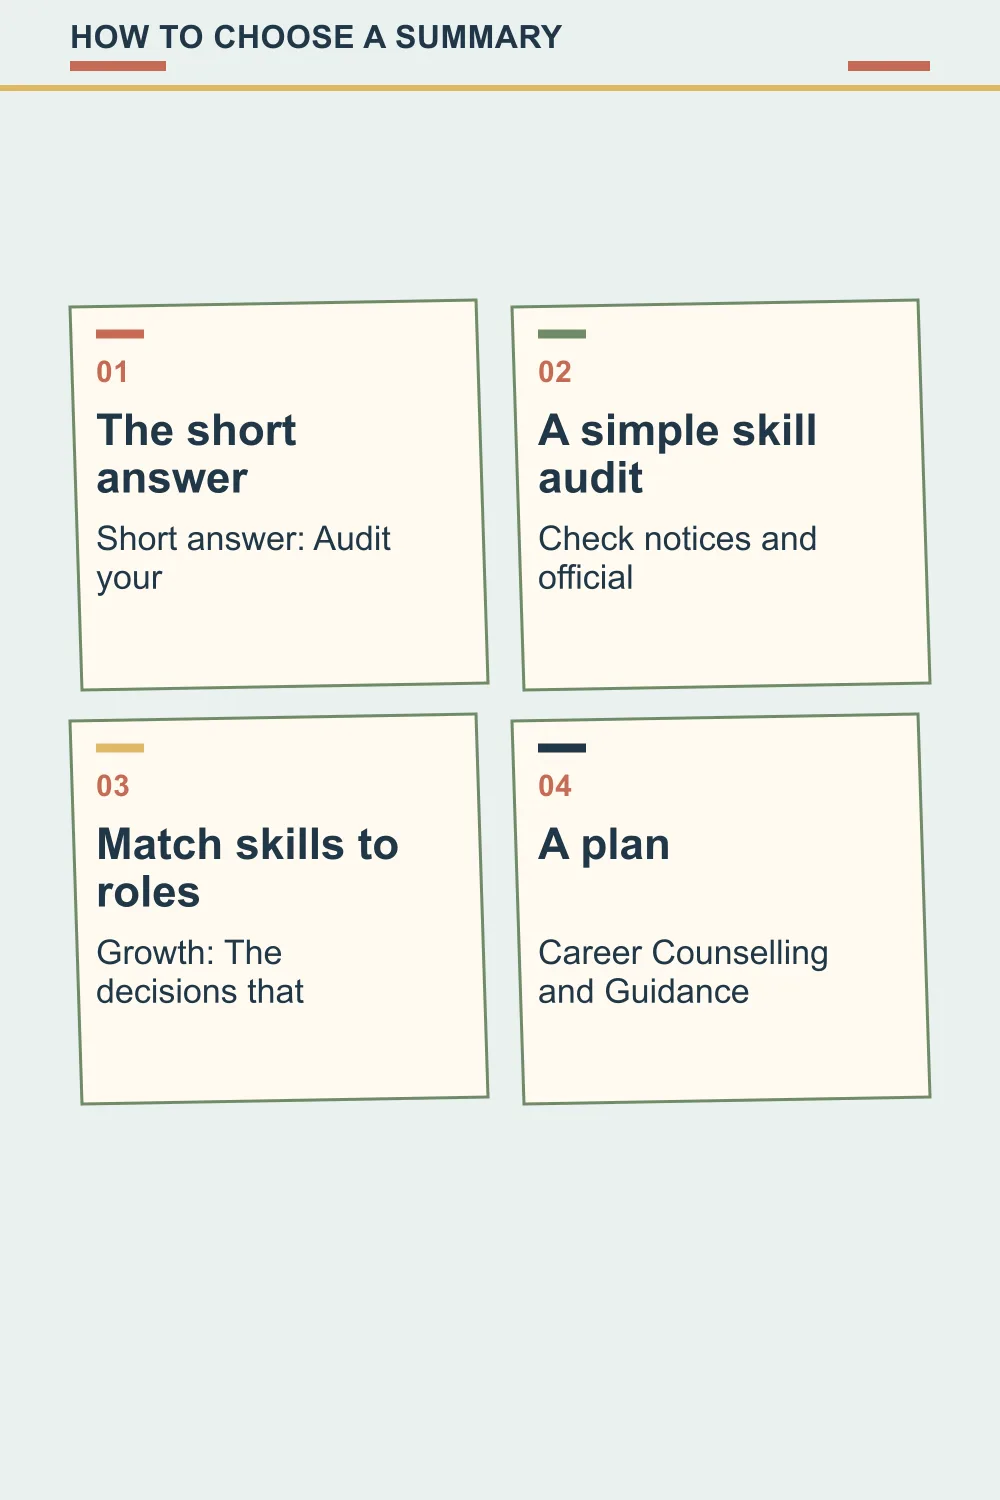 HOW TO CHOOSE A SUMMARY
01
The short
answer
Short answer: Audit
your
02
A simple skill
audit
Check notices and
official
03
Match skills to
roles
Growth: The
decisions that
04
A plan
Career Counselling
and Guidance